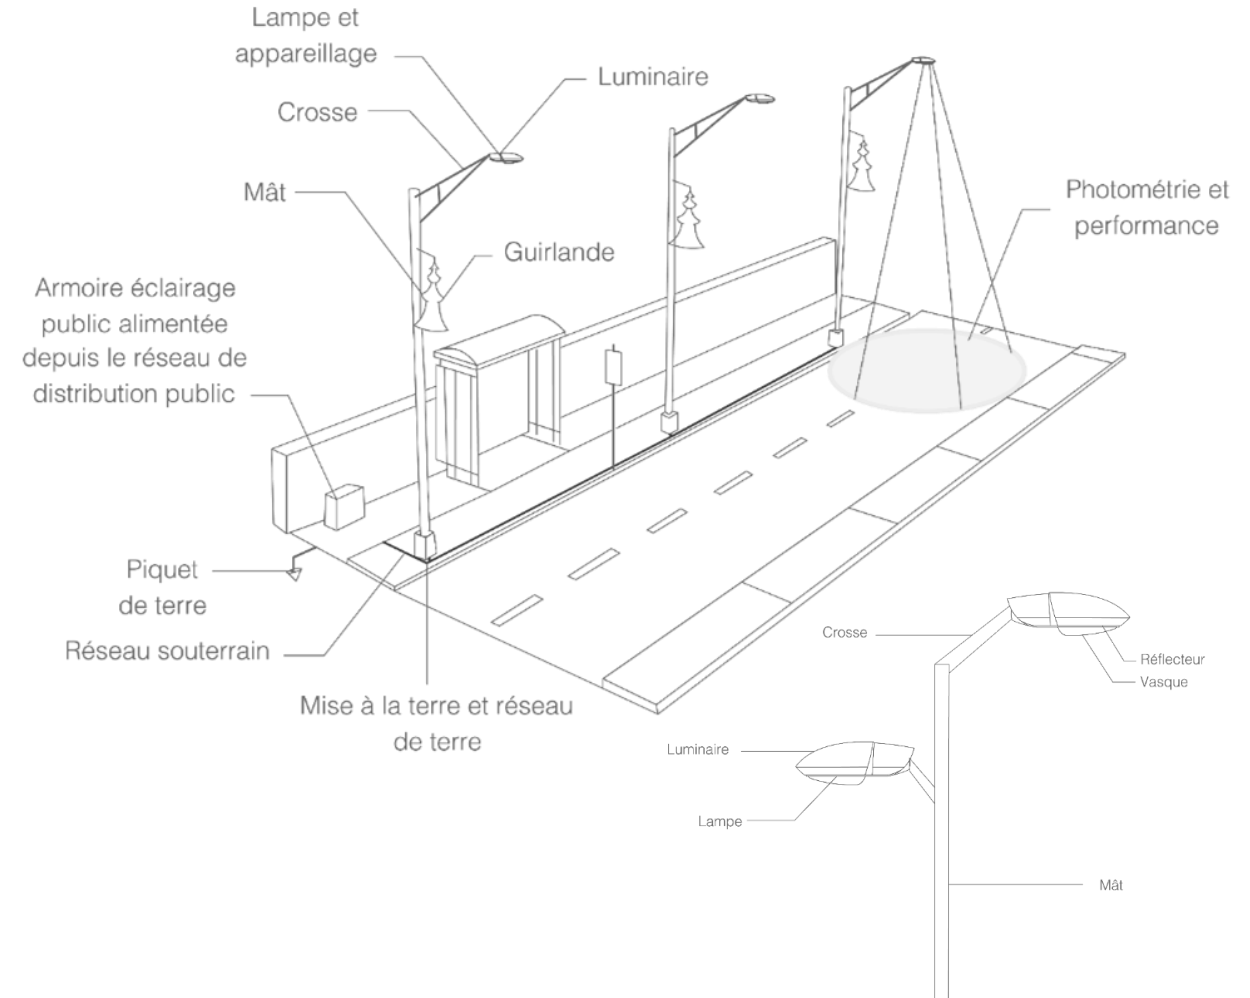 Lampe et
appareillage
Luminaire
Crosse
Mât
Guirlande
Photométrie et
performance
Armoire éclairage
public alimentée
depuis le réseau de
distribution public
Piquet
de terre
Réseau souterrain
Mise à la terre et réseau
de terre
Crosse
Réflecteur
Vasque
Luminaire
Lampe
Mât